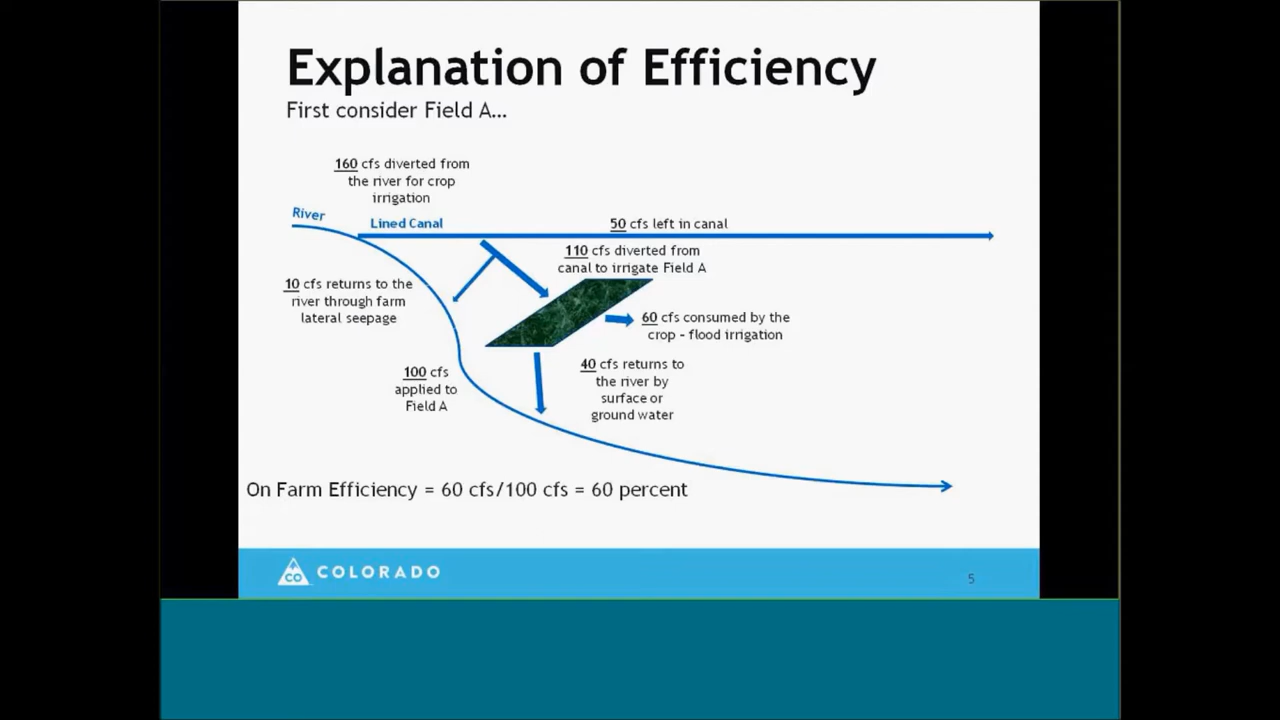 Explanation of Efficiency
First consider Field A...
160 cfs diverted from
the river for crop
irrigation
River
Lined Canal
50 cfs left in canal
110 cfs diverted from
canal to irrigate Field A
10 cfs returns to the
river through farm
lateral seepage
60 cfs consumed by the
crop – flood irrigation
100 cfs
applied to
Field A
40 cfs returns to
the river by
surface or
ground water
On Farm Efficiency = 60 cfs/100 cfs = 60 percent
CO
COLORADO
5